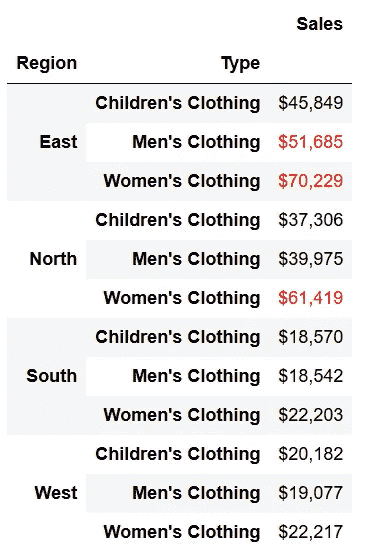 Sales
Region Type
Children's Clothing $45,849
East Men's Clothing $51,685
Women's Clothing $70,229
Children's Clothing $37,306
North Men's Clothing $39,975
Women's Clothing $61,419
Children's Clothing $18,570
South Men's Clothing $18,542
Women's Clothing $22,203
Children's Clothing $20,182
West Men's Clothing $19,077
Women's Clothing $22,217